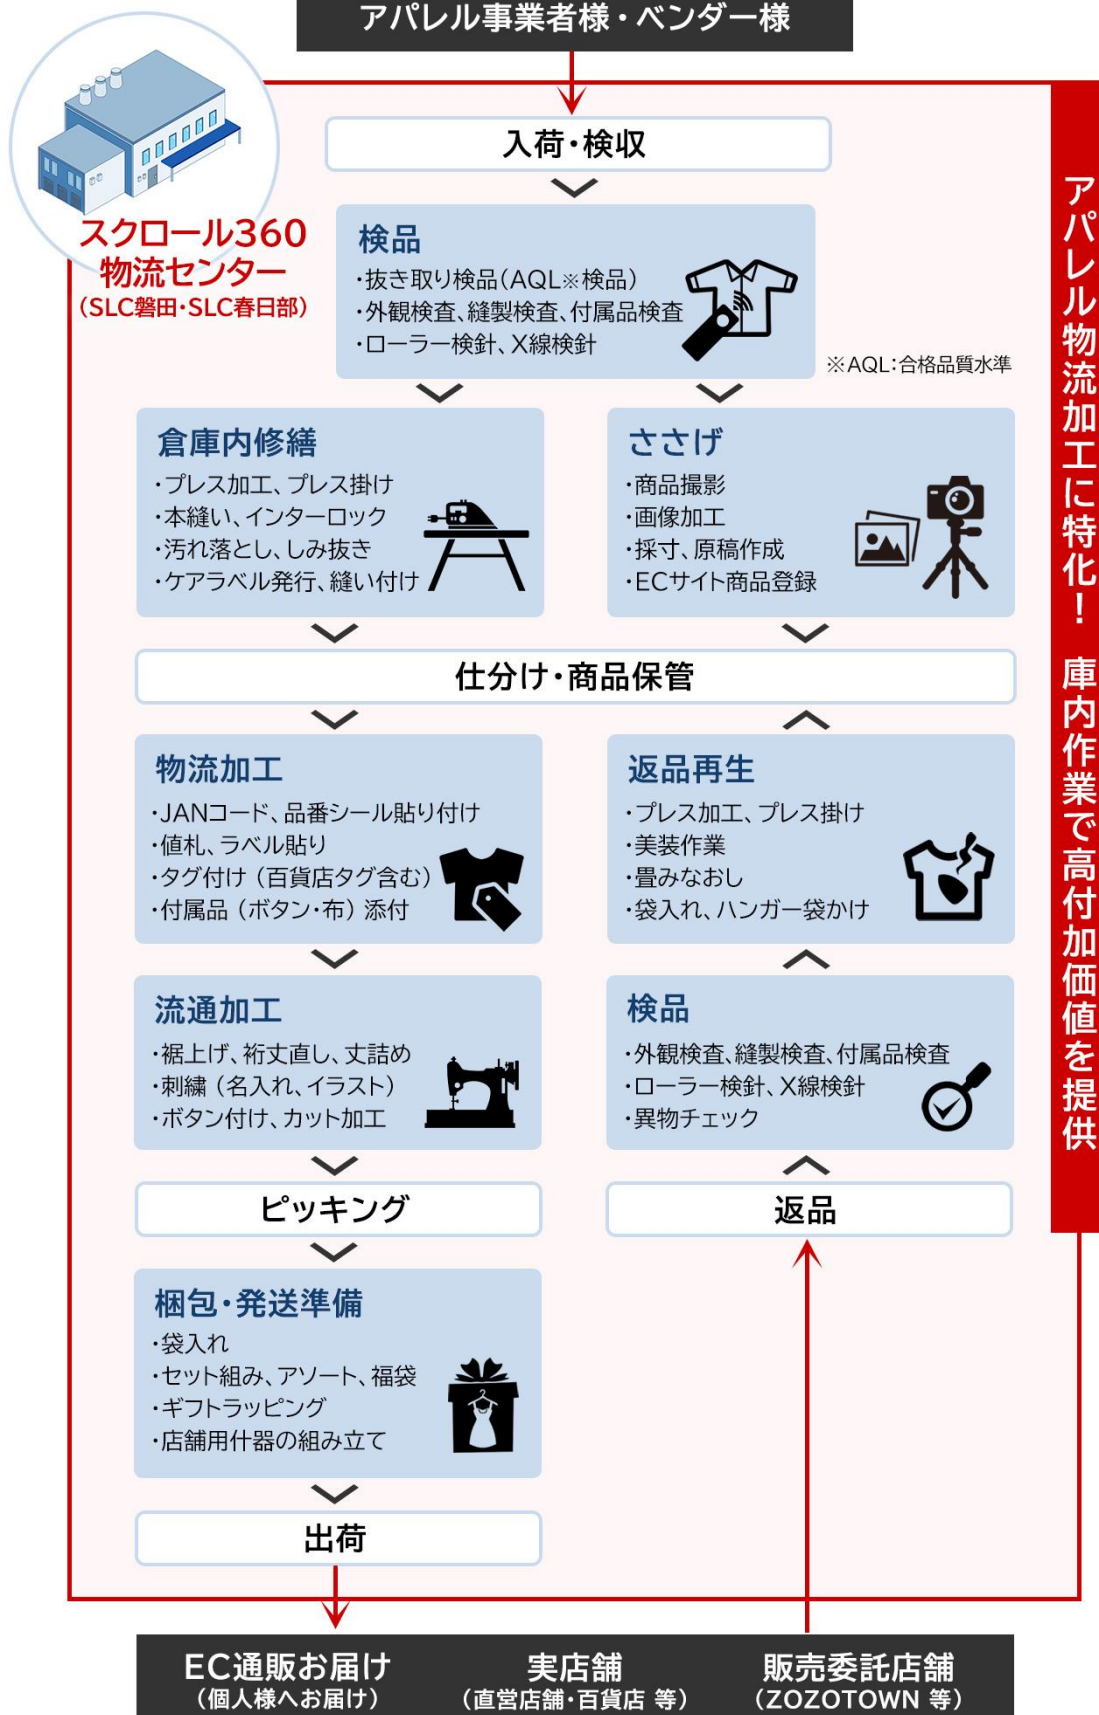 アパレル事業者様・ベンダー様
スクロール360
物流センター
(SLC磐田・SLC春日部)
入荷・検収
検品
・抜き取り検品(AQL※検品)
・外観検査、縫製検査、付属品検査
・ローラー検針、X線検針
※AQL:合格品質水準
倉庫内修繕
・プレス加工、プレス掛け
・本縫い、インターロック
・汚れ落とし、しみ抜き
・ケアラベル発行、縫い付け
ささげ
・商品撮影
・画像加工
・採寸、原稿作成
・ECサイト商品登録
仕分け・商品保管
物流加工
・JANコード、品番シール貼り付け
・値札、ラベル貼り
・タグ付け(百貨店タグ含む)
・付属品(ボタン・布)添付
返品再生
・プレス加工、プレス掛け
・美装作業
・畳みなおし
・袋入れ、ハンガー袋かけ
流通加工
・裾上げ、裄丈直し、丈詰め
・刺繍(名入れ、イラスト)
・ボタン付け、カット加工
検品
・外観検査、縫製検査、付属品検査
・ローラー検針、X線検針
・異物チェック
ピッキング
返品
梱包・発送準備
・袋入れ
・セット組み、アソート、福袋
・ギフトラッピング
・店舗用什器の組み立て
出荷
EC通販お届け
(個人様へお届け)
実店舗
(直営店舗・百貨店 等)
販売委託店舗
(ZOZOTOWN 等)
アパレル物流加工に特化! 庫内作業で高付加価値を提供